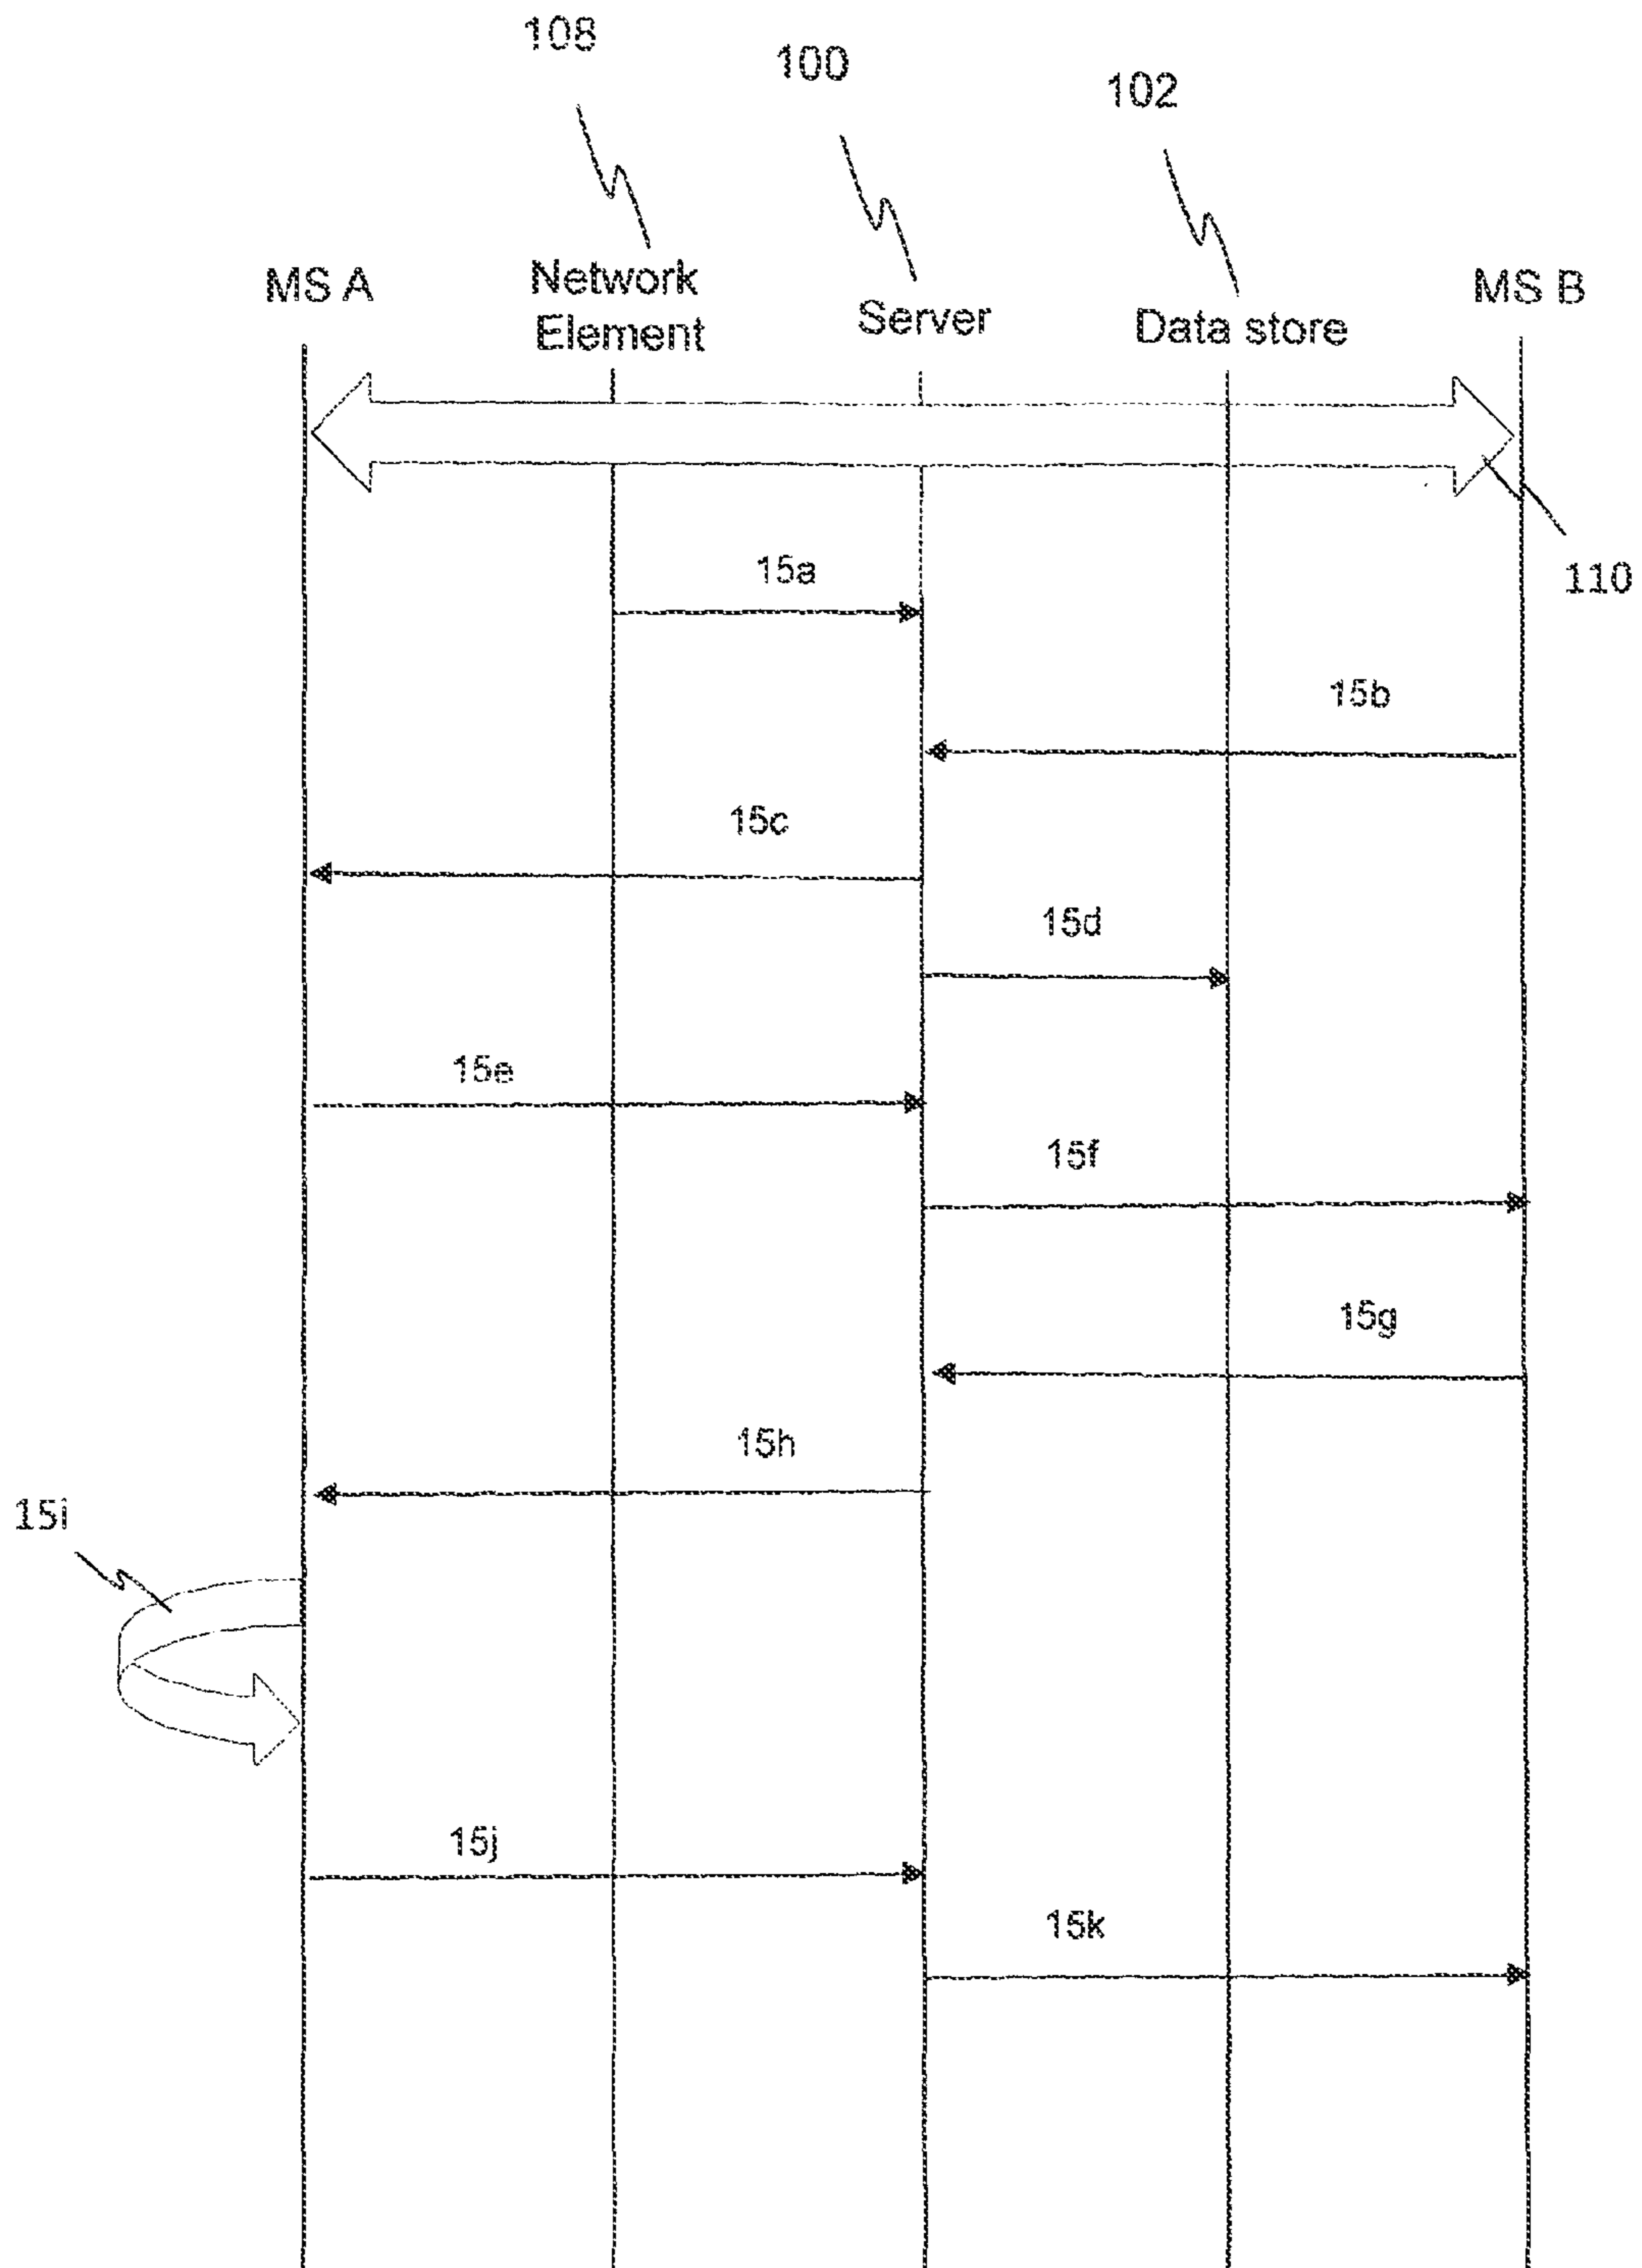 108
100
102
MS A
Network
Element
Server
Data store
MS B
110
15a
15b
15c
15d
15e
15f
15g
15h
15i
15j
15k